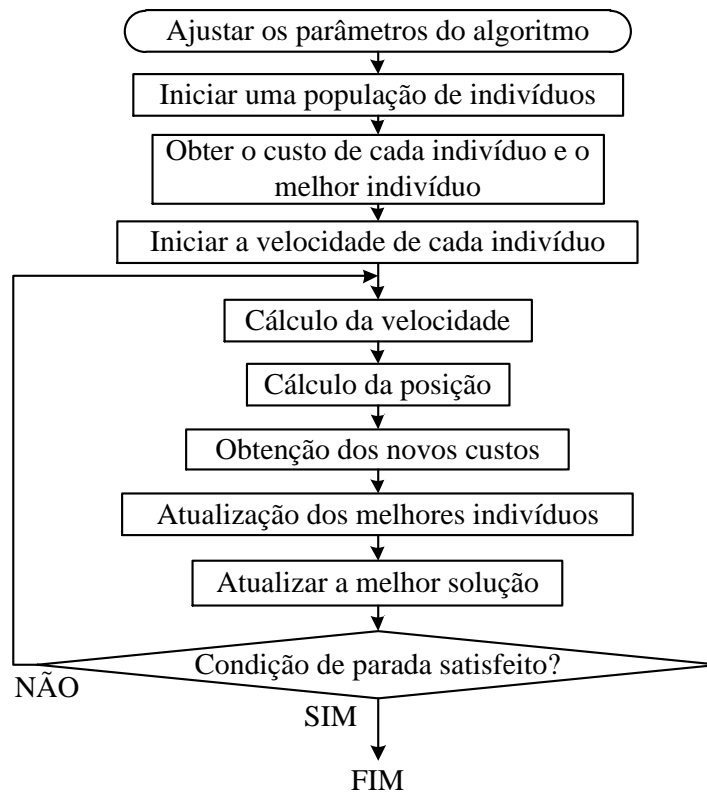 Ajustar os parâmetros do algoritmo
Iniciar uma população de indivíduos
Obter o custo de cada indivíduo e o
melhor indivíduo
Iniciar a velocidade de cada indivíduo
Cálculo da velocidade
Cálculo da posição
Obtenção dos novos custos
Atualização dos melhores indivíduos
Atualizar a melhor solução
Condição de parada satisfeito?
NÃO
SIM
FIM